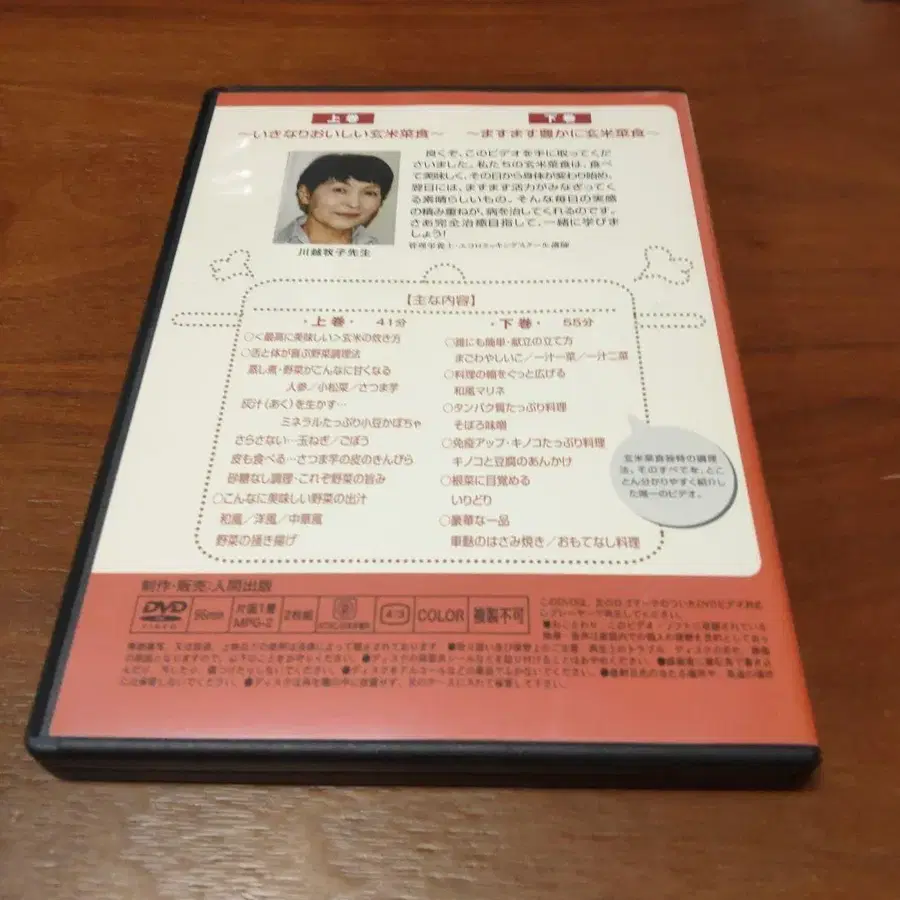 上巻
下巻
〜いきなりおいしい玄米菜食〜
〜ますます豊かに玄米菜食〜
良くぞ、このビデオを手に取ってくだ
さいました。私たちの玄米菜食は、食べ
て美味しく、その日から身体が変わり始め、
翌日には、ますます活力がみなぎってく
る素晴らしいもの。そんな毎日の実感
の積み重ねが、病を治してくれるのです。
さあ完全治癒目指して、一緒に学びま
しょう!
管理栄養士・エコロクッキングスクール講師
川越牧子先生
【主な内容】
・上巻・ 41分
○<最高に美味しい>玄米の炊き方
○舌と体が喜ぶ野菜調理法
蒸し煮・野菜がこんなに甘くなる
人参/小松菜/さつま芋
灰汁(あく)を生かす…
ミネラルたっぷり小豆かぼちゃ
さらさない…玉ねぎ/ごぼう
皮も食べる…さつま芋の皮のきんぴら
砂糖なし調理・これぞ野菜の旨み
○こんなに美味しい野菜の出汁
和風/洋風/中華風
野菜の掻き揚げ
・下巻・ 55分
○誰にも簡単・献立の立て方
まごわやしいこ/一汁一菜/一汁二菜
○料理の幅をぐっと広げる
和風マリネ
○タンパク質たっぷり料理
そぼろ味噌
○免疫アップ・キノコたっぷり料理
キノコと豆腐のあんかけ
○根菜に目覚める
いりどり
○豪華な一品
車麩のはさみ焼き/おもてなし料理
玄米菜食独特の調理
法、そのすべてを、とこ
とん分かりやすく紹介し
た唯一のビデオ。
制作・販売:人間出版
DVD
96min
片面1層
MPG-2
2枚組
2
4:3
COLOR
複製不可